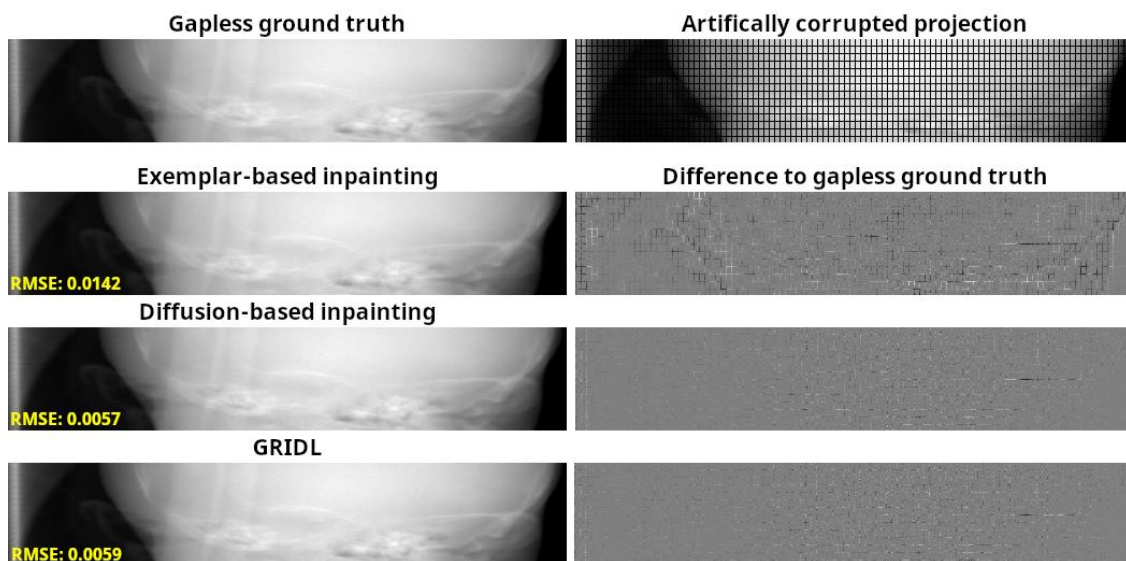 Gapless ground truth
Artifically corrupted projection
Exemplar-based inpainting
Difference to gapless ground truth
RMSE: 0.0142
Diffusion-based inpainting
RMSE: 0.0057
GRIDL
RMSE: 0.0059